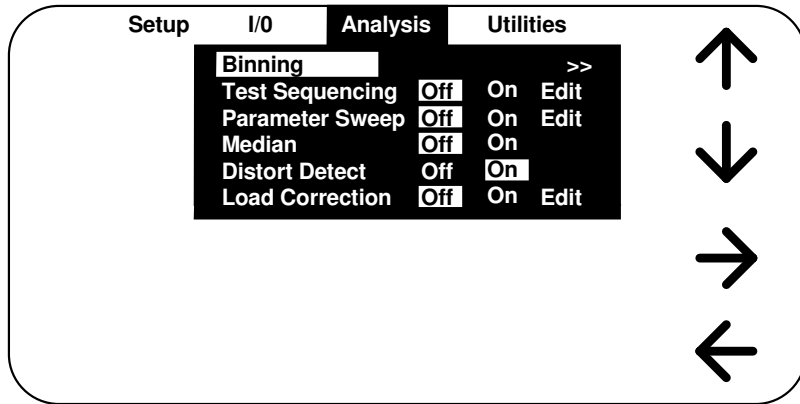 Setup I/0 Analysis Utilities
Binning >>
Test Sequencing Off On Edit
Parameter Sweep Off On Edit
Median Off On
Distort Detect Off On
Load Correction Off On Edit